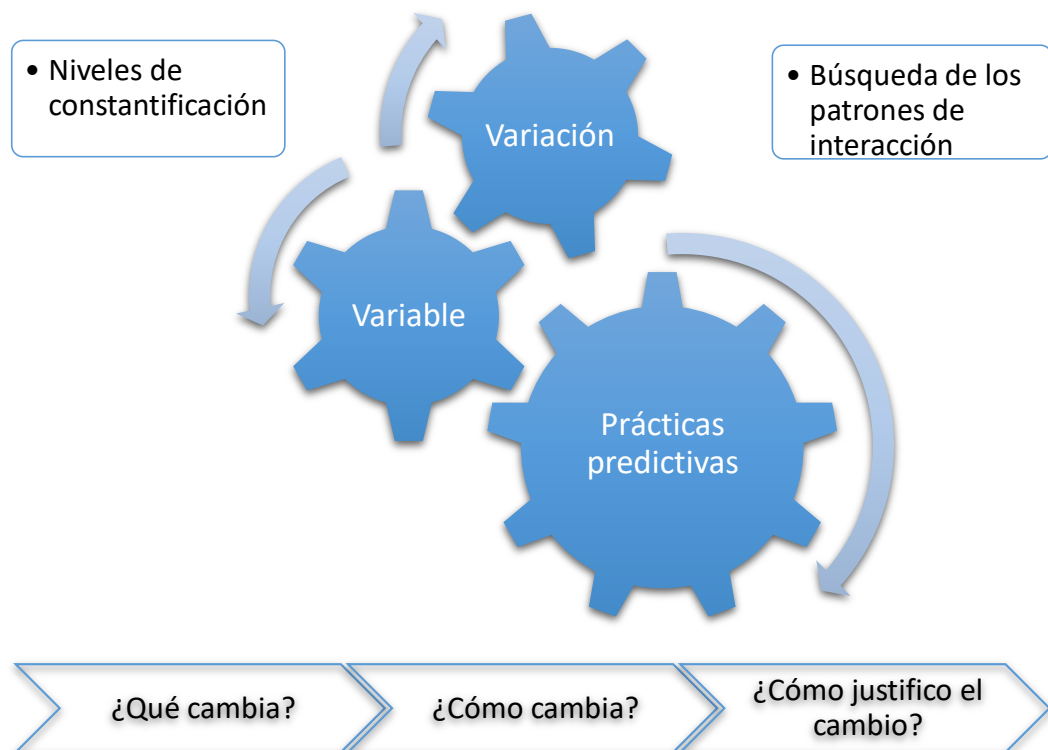 • Niveles de
constantificación
• Búsqueda de los
patrones de
interacción
Variación
Variable
Prácticas
predictivas
¿Qué cambia?
¿Cómo cambia?
¿Cómo justifico el
cambio?